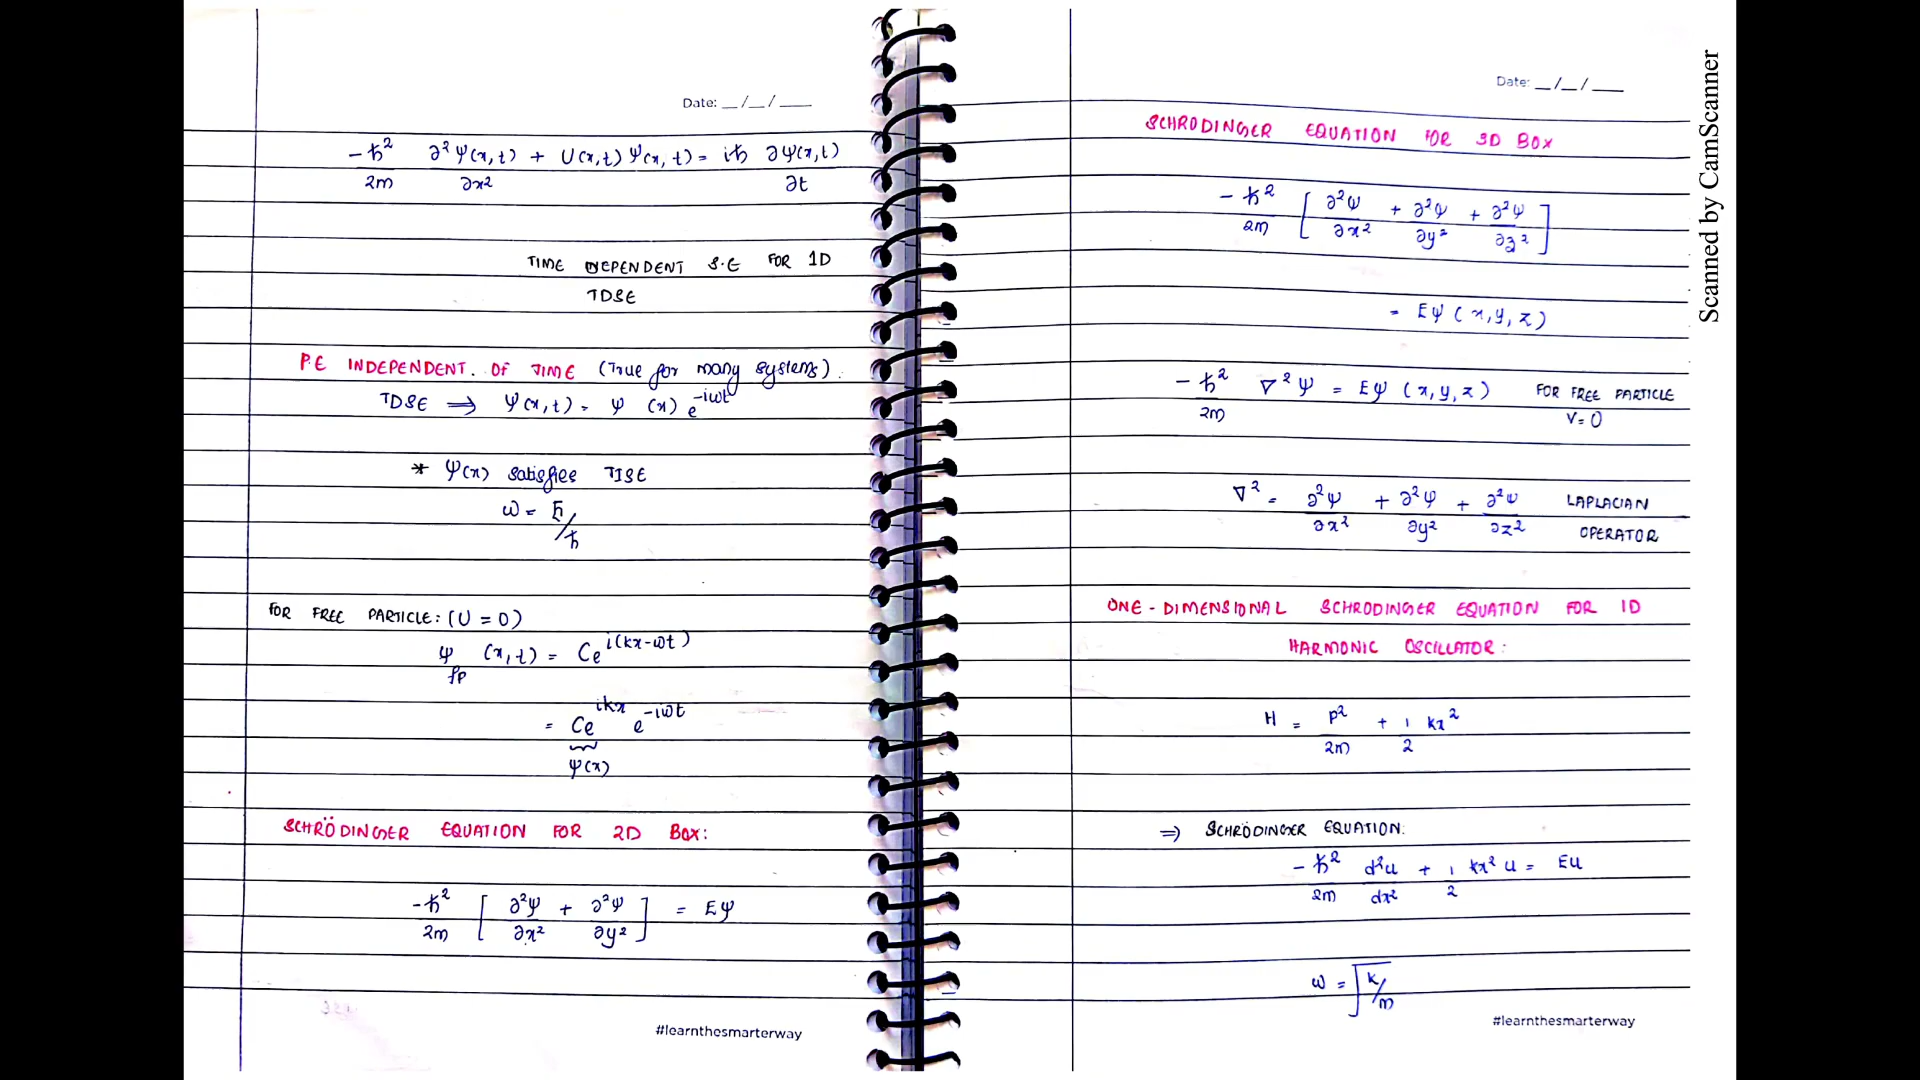 Date: __/__/____
-ħ²/2m ∂²Ψ(x,t)/∂x² + U(x,t) Ψ(x,t) = iħ ∂Ψ(x,t)/∂t
TIME DEPENDENT S.E FOR 1D
TDSE
P.E INDEPENDENT. OF TIME (True for many systems).
TDSE ⟹ Ψ(x,t) = Ψ (x) e^-iωt
* Ψ(x) satisfies TISE
ω = E/ħ
FOR FREE PARTICLE: (U = 0)
Ψ_fp (x,t) = Ce^i(kx-ωt)
= Ce^ikx e^-iωt
Ψ(x)
SCHRÖDINGER EQUATION FOR 2D BOX:
-ħ²/2m [∂²Ψ/∂x² + ∂²Ψ/∂y²] = EΨ
#learnthesmarterway
Date: __/__/____
SCHRODINGER EQUATION FOR 3D BOX
-ħ²/2m [∂²Ψ/∂x² + ∂²Ψ/∂y² + ∂²Ψ/∂z²]
= EΨ (x,y,z)
-ħ²/2m ∇²Ψ = EΨ (x,y,z) FOR FREE PARTICLE
V=0
∇² = ∂²Ψ/∂x² + ∂²Ψ/∂y² + ∂²Ψ/∂z² LAPLACIAN
OPERATOR
ONE-DIMENSIONAL SCHRODINGER EQUATION FOR 1D
HARMONIC OSCILLATOR:
H = P²/2m + 1/2 kx²
⇒ SCHRÖDINGER EQUATION:
-ħ²/2m d²u/dx² + 1/2 kx² u = Eu
ω = √k/m
#learnthesmarterway
Scanned by CamScanner